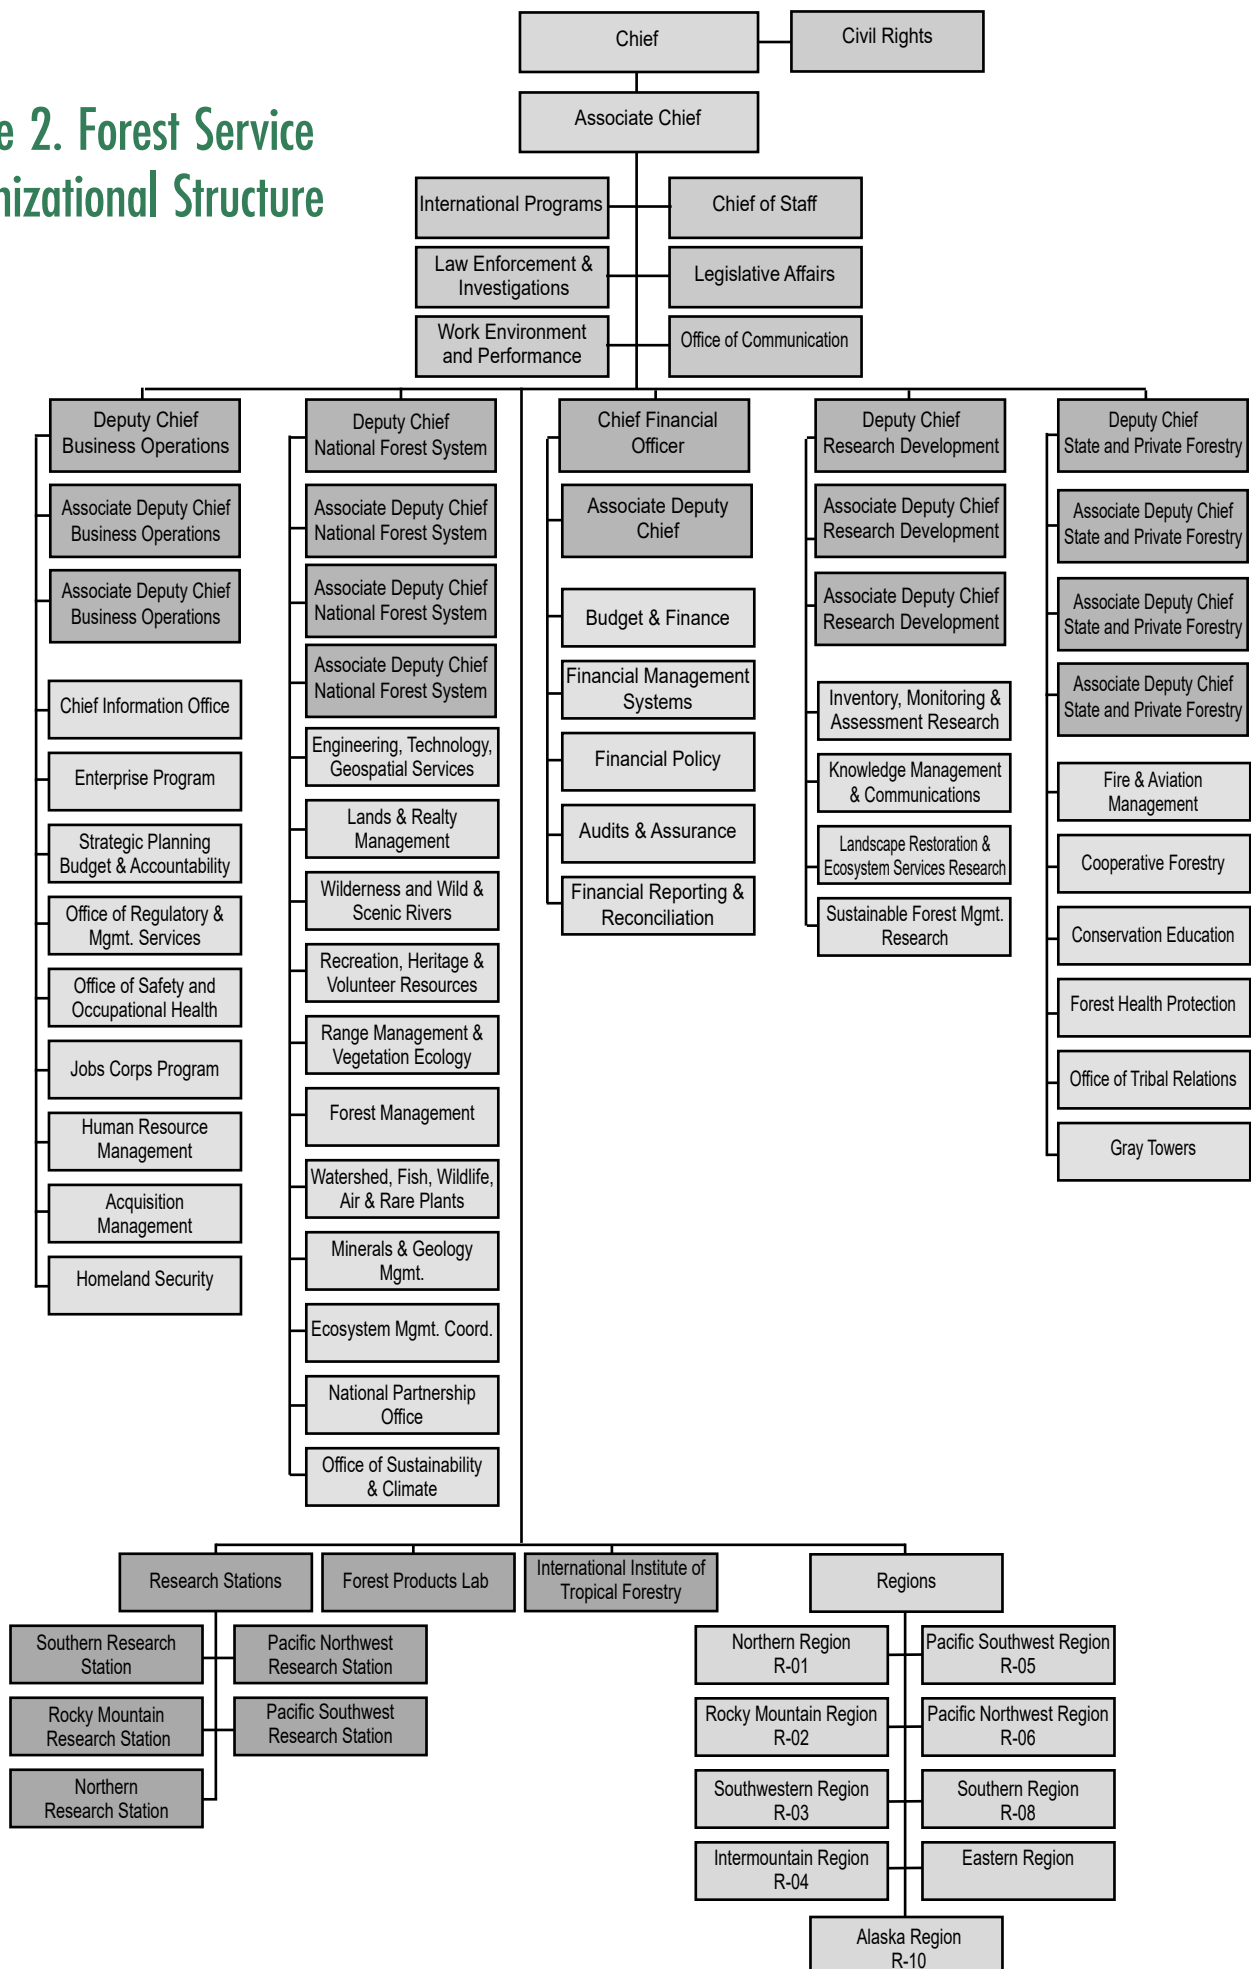 Chief
Civil Rights
Associate Chief
e 2. Forest Service
nizational Structure
International Programs
Chief of Staff
Law Enforcement &
Investigations
Legislative Affairs
Work Environment
and Performance
Office of Communication
Deputy Chief
Business Operations
Associate Deputy Chief
Business Operations
Associate Deputy Chief
Business Operations
Chief Information Office
Enterprise Program
Strategic Planning
Budget & Accountability
Office of Regulatory &
Mgmt. Services
Office of Safety and
Occupational Health
Jobs Corps Program
Human Resource
Management
Acquisition
Management
Homeland Security
Deputy Chief
National Forest System
Associate Deputy Chief
National Forest System
Associate Deputy Chief
National Forest System
Associate Deputy Chief
National Forest System
Engineering, Technology,
Geospatial Services
Lands & Realty
Management
Wilderness and Wild &
Scenic Rivers
Recreation, Heritage &
Volunteer Resources
Range Management &
Vegetation Ecology
Forest Management
Watershed, Fish, Wildlife,
Air & Rare Plants
Minerals & Geology
Mgmt.
Ecosystem Mgmt. Coord.
National Partnership
Office
Office of Sustainability
& Climate
Chief Financial
Officer
Associate Deputy
Chief
Budget & Finance
Financial Management
Systems
Financial Policy
Audits & Assurance
Financial Reporting &
Reconciliation
Deputy Chief
Research Development
Associate Deputy Chief
Research Development
Associate Deputy Chief
Research Development
Inventory, Monitoring &
Assessment Research
Knowledge Management
& Communications
Landscape Restoration &
Ecosystem Services Research
Sustainable Forest Mgmt.
Research
Deputy Chief
State and Private Forestry
Associate Deputy Chief
State and Private Forestry
Associate Deputy Chief
State and Private Forestry
Associate Deputy Chief
State and Private Forestry
Fire & Aviation
Management
Cooperative Forestry
Conservation Education
Forest Health Protection
Office of Tribal Relations
Gray Towers
Research Stations
Forest Products Lab
International Institute of
Tropical Forestry
Regions
Southern Research
Station
Pacific Northwest
Research Station
Rocky Mountain
Research Station
Pacific Southwest
Research Station
Northern
Research Station
Northern Region
R-01
Pacific Southwest Region
R-05
Rocky Mountain Region
R-02
Pacific Northwest Region
R-06
Southwestern Region
R-03
Southern Region
R-08
Intermountain Region
R-04
Eastern Region
Alaska Region
R-10